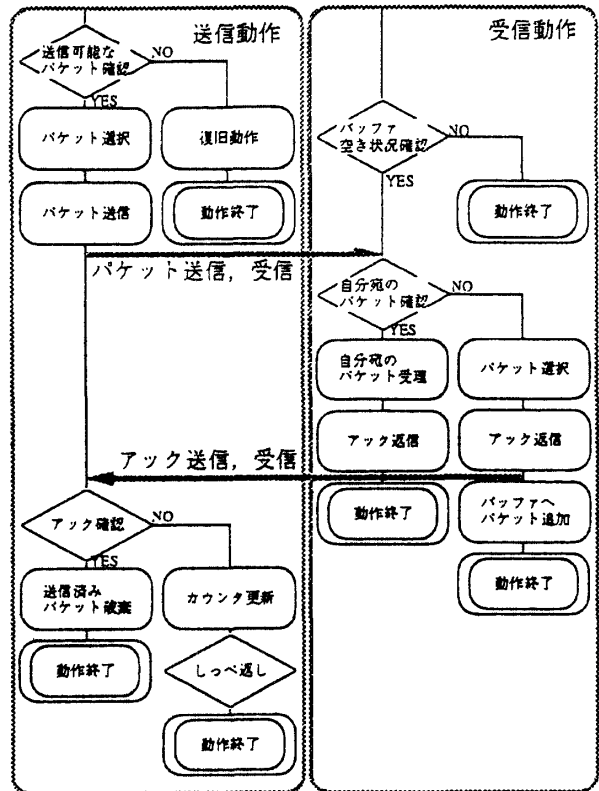 送信動作
送信可能な
パケット確認
NO
YES
パケット選択
復旧動作
パケット送信
動作終了
パケット送信, 受信
アック送信, 受信
アック確認
NO
YES
送信済み
パケット破棄
カウンタ更新
動作終了
しっぺ返し
動作終了
受信動作
バッファ
空き状況確認
NO
YES
動作終了
自分宛の
パケット確認
NO
YES
自分宛の
パケット受理
パケット選択
アック返信
アック返信
動作終了
バッファへ
パケット追加
動作終了